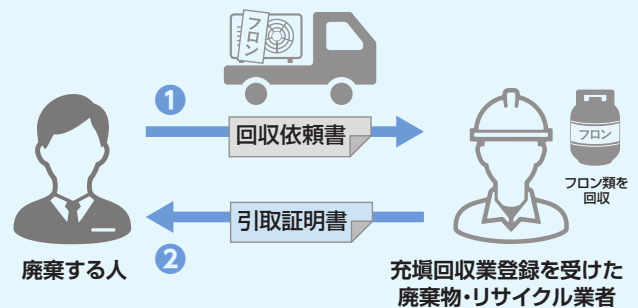 フロン
❶
回収依頼書
フロン
フロン類を
回収
引取証明書
❷
廃棄する人
充塡回収業登録を受けた
廃棄物・リサイクル業者